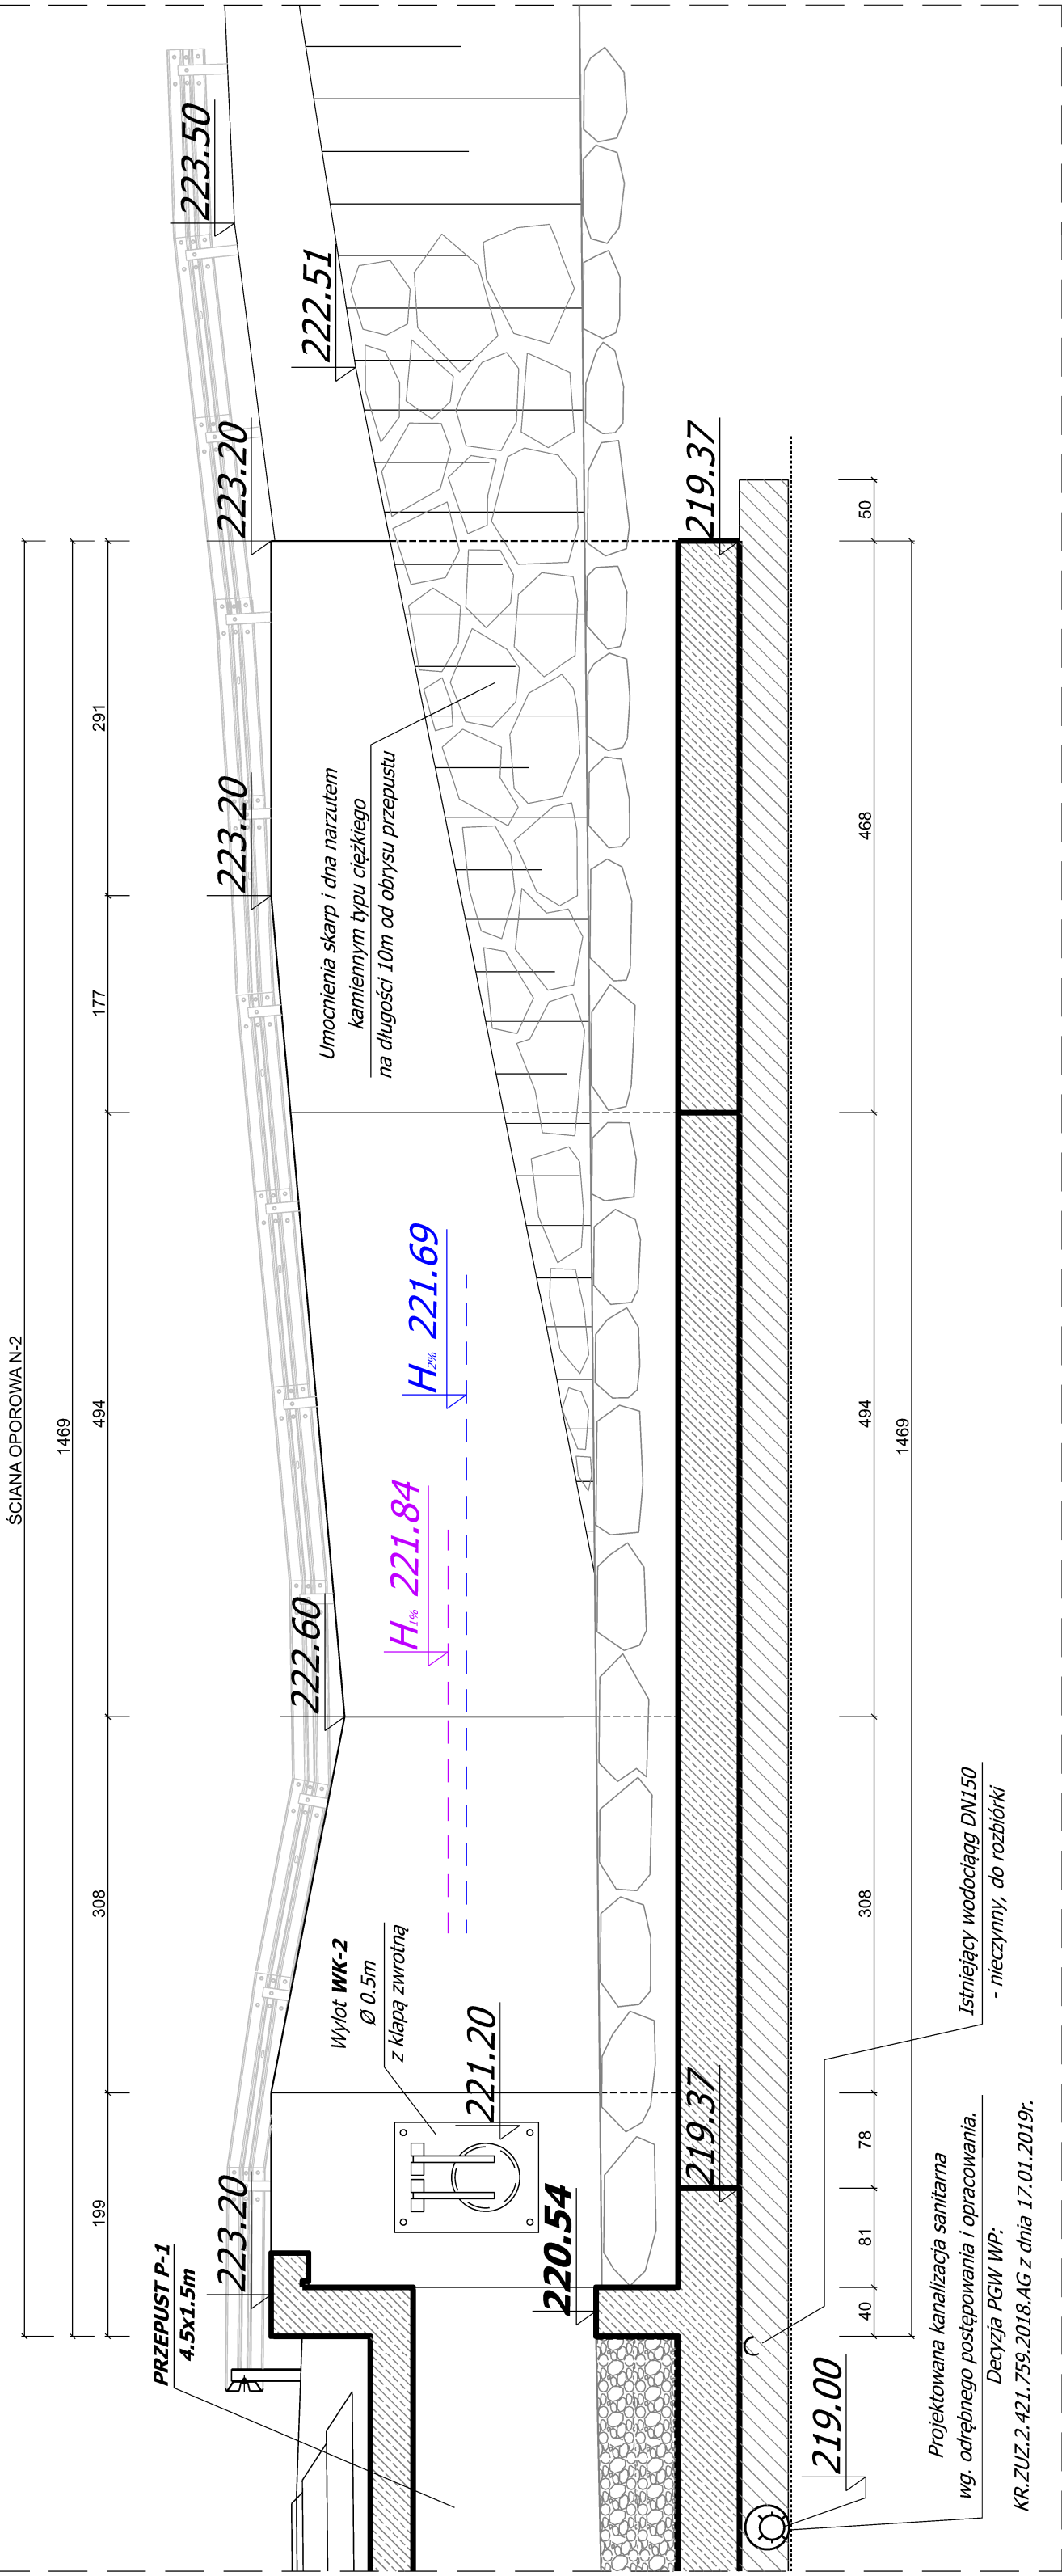 ŚCIANA OPOROWA N-2
1469
199
308
494
177
291
PRZEPUST P-1
4.5x1.5m
223.20
222.60
223.20
223.20
223.50
222.51
Wylot WK-2
Ø 0.5m
z klapą zwrotną
221.20
H1% 221.84
H2% 221.69
Umocnienia skarp i dna narzutem
kamiennym typu ciężkiego
na długości 10m od obrysu przepustu
220.54
219.37
219.37
219.00
40
81
78
308
494
468
50
1469
Projektowana kanalizacja sanitarna
wg. odrębnego postępowania i opracowania.
Decyzja PGW WP:
KR.ZUZ.2.421.759.2018.AG z dnia 17.01.2019r.
Istniejący wodociągg DN150
- nieczynny, do rozbiórki